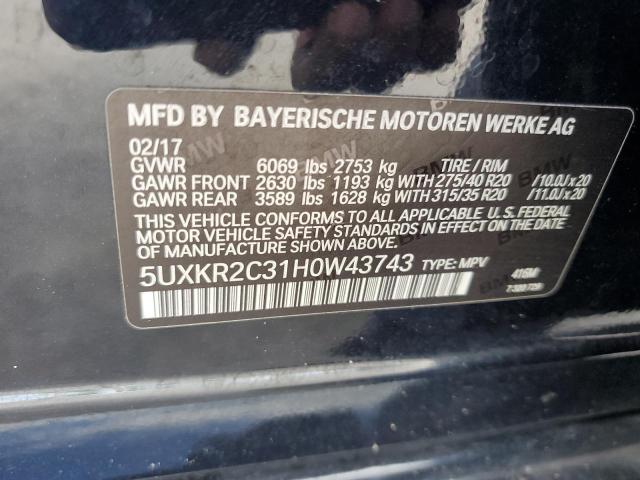 MFD BY BAYERISCHE MOTOREN WERKE AG
02/17
GVWR 6069 lbs 2753 kg TIRE / RIM
GAWR FRONT 2630 lbs 1193 kg WITH 275/40 R20 /10.0J x 20
GAWR REAR 3589 lbs 1628 kg WITH 315/35 R20 /11.0J x 20
THIS VEHICLE CONFORMS TO ALL APPLICABLE U.S. FEDERAL
MOTOR VEHICLE SAFETY STANDARDS IN EFFECT ON THE DATE
OF MANUFACTURE SHOWN ABOVE.
5UXKR2C31H0W43743 TYPE: MPV
416M